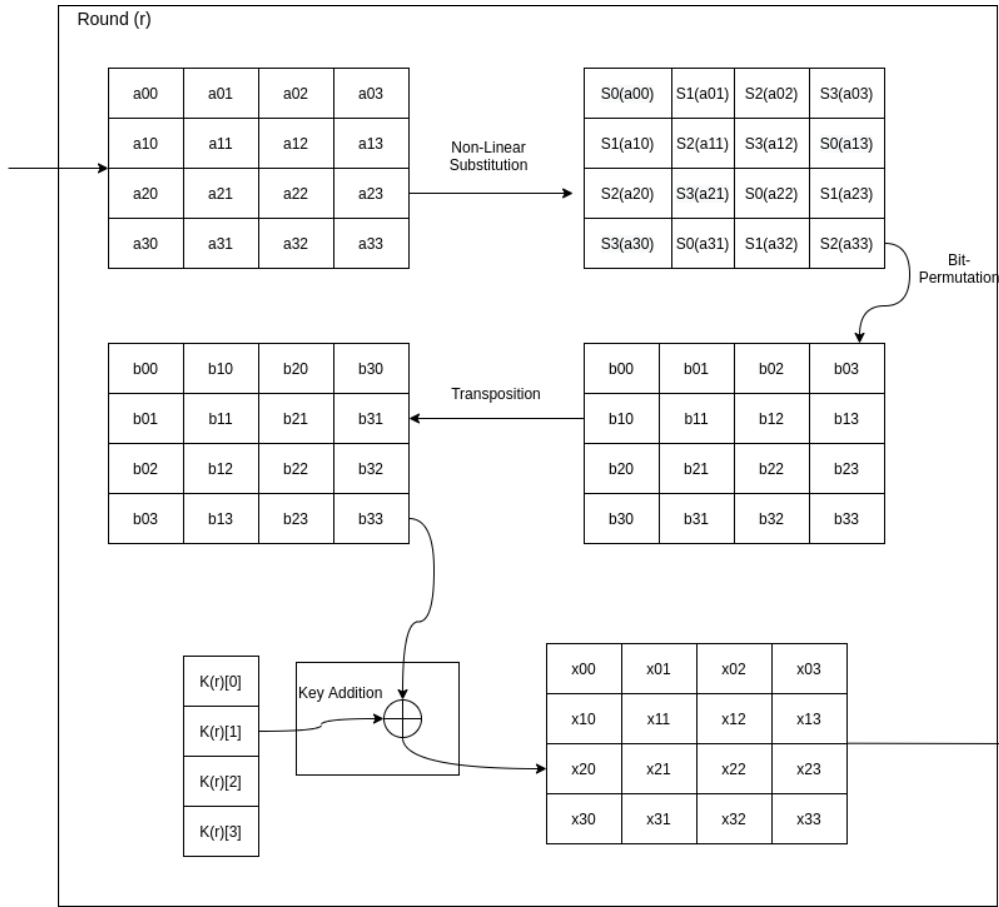 Round (r)
a00 a01 a02 a03
a10 a11 a12 a13
a20 a21 a22 a23
a30 a31 a32 a33
Non-Linear
Substitution
S0(a00) S1(a01) S2(a02) S3(a03)
S1(a10) S2(a11) S3(a12) S0(a13)
S2(a20) S3(a21) S0(a22) S1(a23)
S3(a30) S0(a31) S1(a32) S2(a33)
Bit-
Permutation
b00 b10 b20 b30
b01 b11 b21 b31
b02 b12 b22 b32
b03 b13 b23 b33
Transposition
b00 b01 b02 b03
b10 b11 b12 b13
b20 b21 b22 b23
b30 b31 b32 b33
K(r)[0]
K(r)[1]
K(r)[2]
K(r)[3]
Key Addition
x00 x01 x02 x03
x10 x11 x12 x13
x20 x21 x22 x23
x30 x31 x32 x33